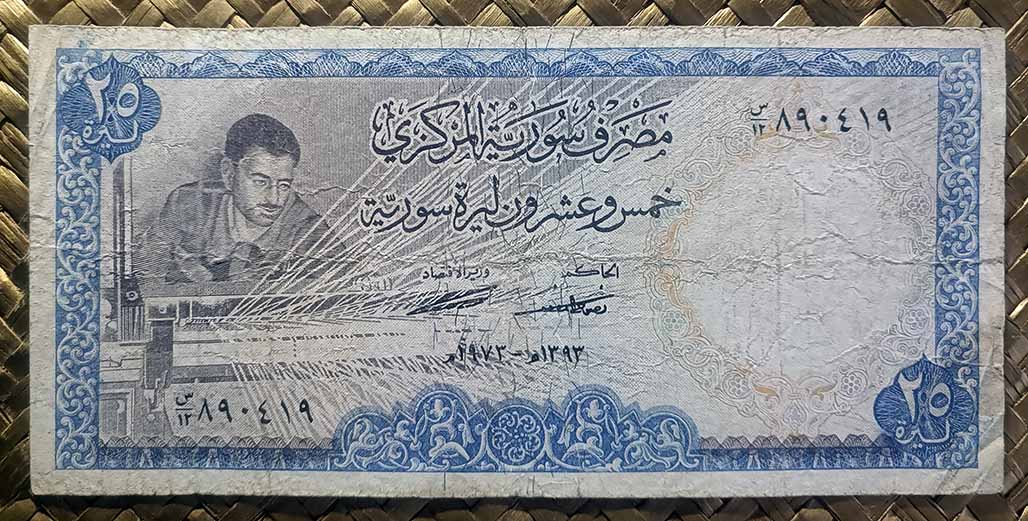 ٢٥
ليرة
س/١٢ ٨٩٠٤١٩
مصرف سورية المركزي
خمس وعشرون ليرة سورية
الحاكم
وزير الاقتصاد
١٣٩٣هـ - ١٩٧٣م
س/١٢ ٨٩٠٤١٩
٢٥
ليرة